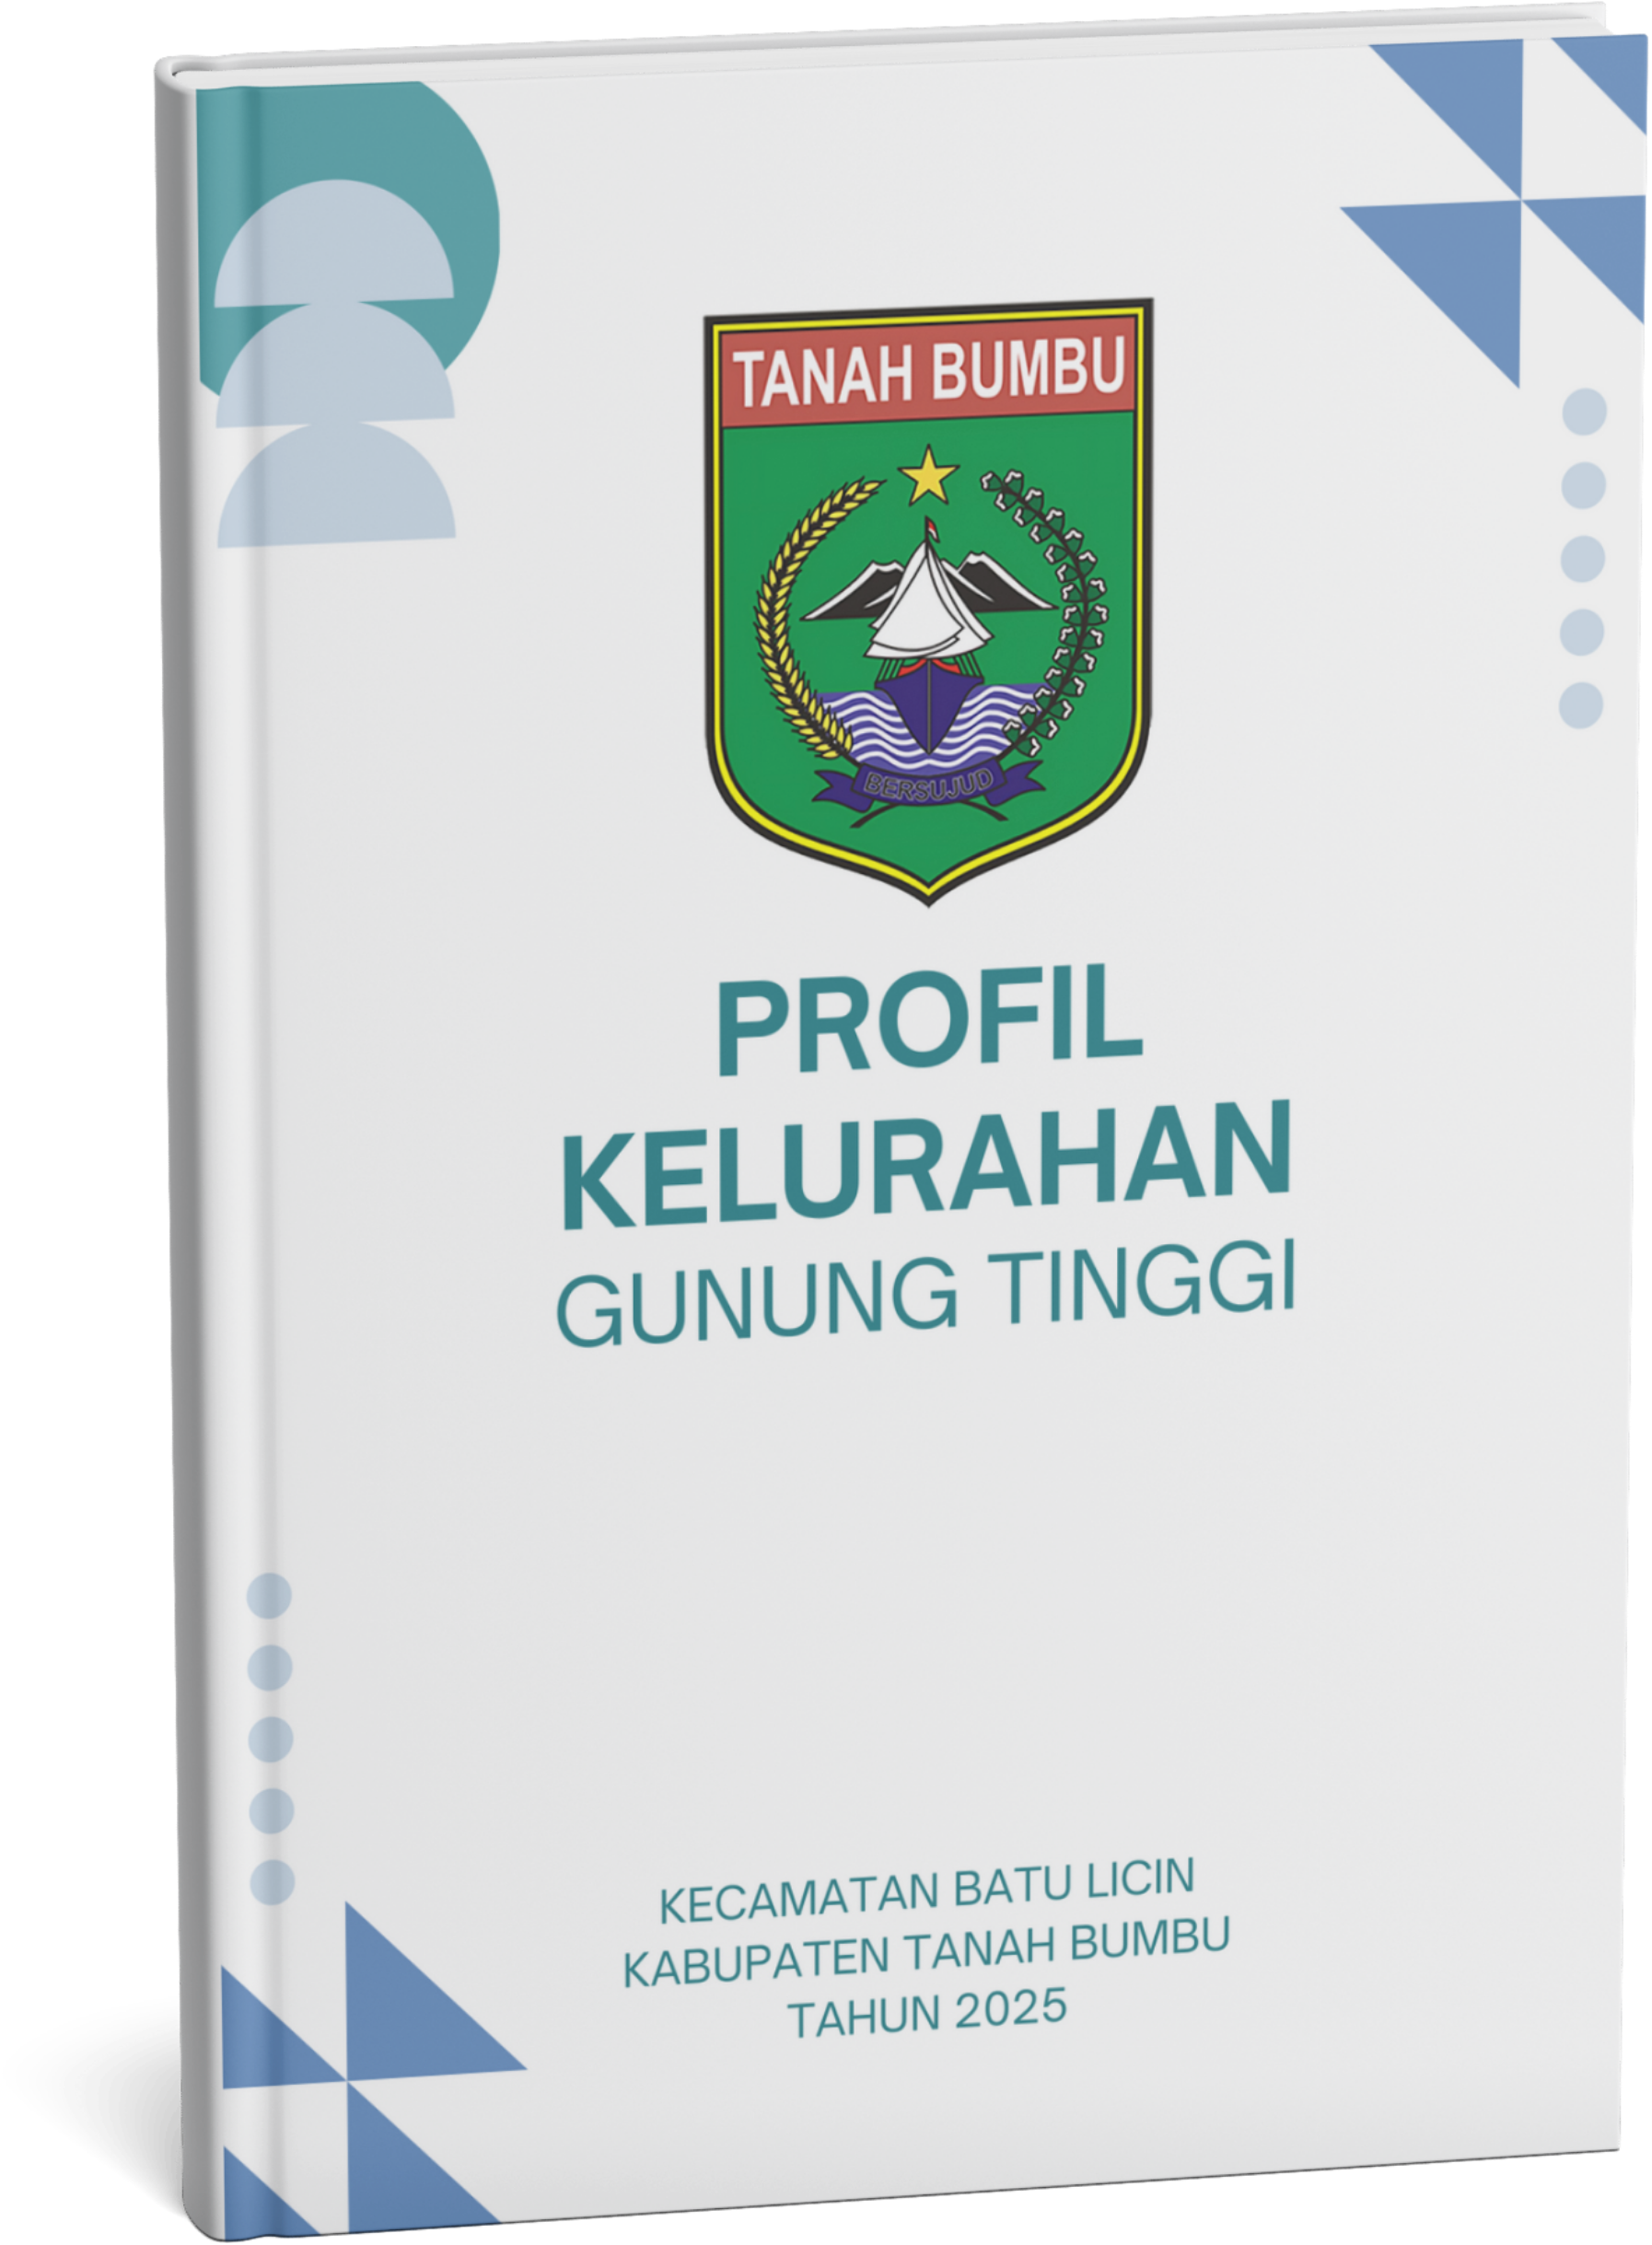 TANAH BUMBU
BERSUJUD
PROFIL
KELURAHAN
GUNUNG TINGGI
KECAMATAN BATU LICIN
KABUPATEN TANAH BUMBU
TAHUN 2025